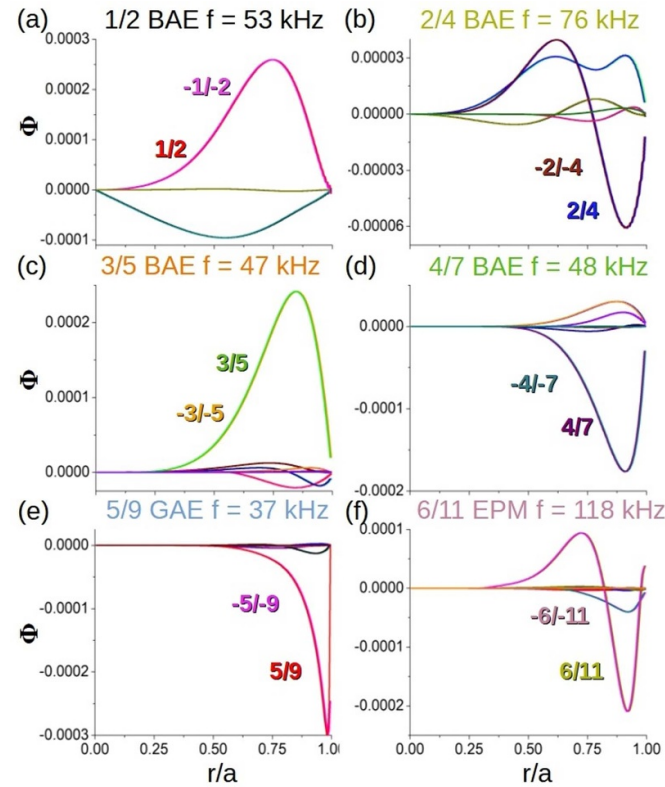 (a) 1/2 BAE f = 53 kHz
0.0003
0.0002
0.0001
0.0000
-0.0001
Φ
-1/-2
1/2
(b) 2/4 BAE f = 76 kHz
0.00003
0.00000
-0.00003
-0.00006
-2/-4
2/4
(c) 3/5 BAE f = 47 kHz
0.0002
0.0001
0.0000
Φ
3/5
-3/-5
(d) 4/7 BAE f = 48 kHz
0.0000
-0.0001
-0.0002
-4/-7
4/7
(e) 5/9 GAE f = 37 kHz
0.0000
-0.0001
-0.0002
-0.0003
Φ
-5/-9
5/9
0.00 0.25 0.50 0.75 1.00
r/a
(f) 6/11 EPM f = 118 kHz
0.0001
0.0000
-0.0001
-0.0002
-6/-11
6/11
0.00 0.25 0.50 0.75 1.00
r/a